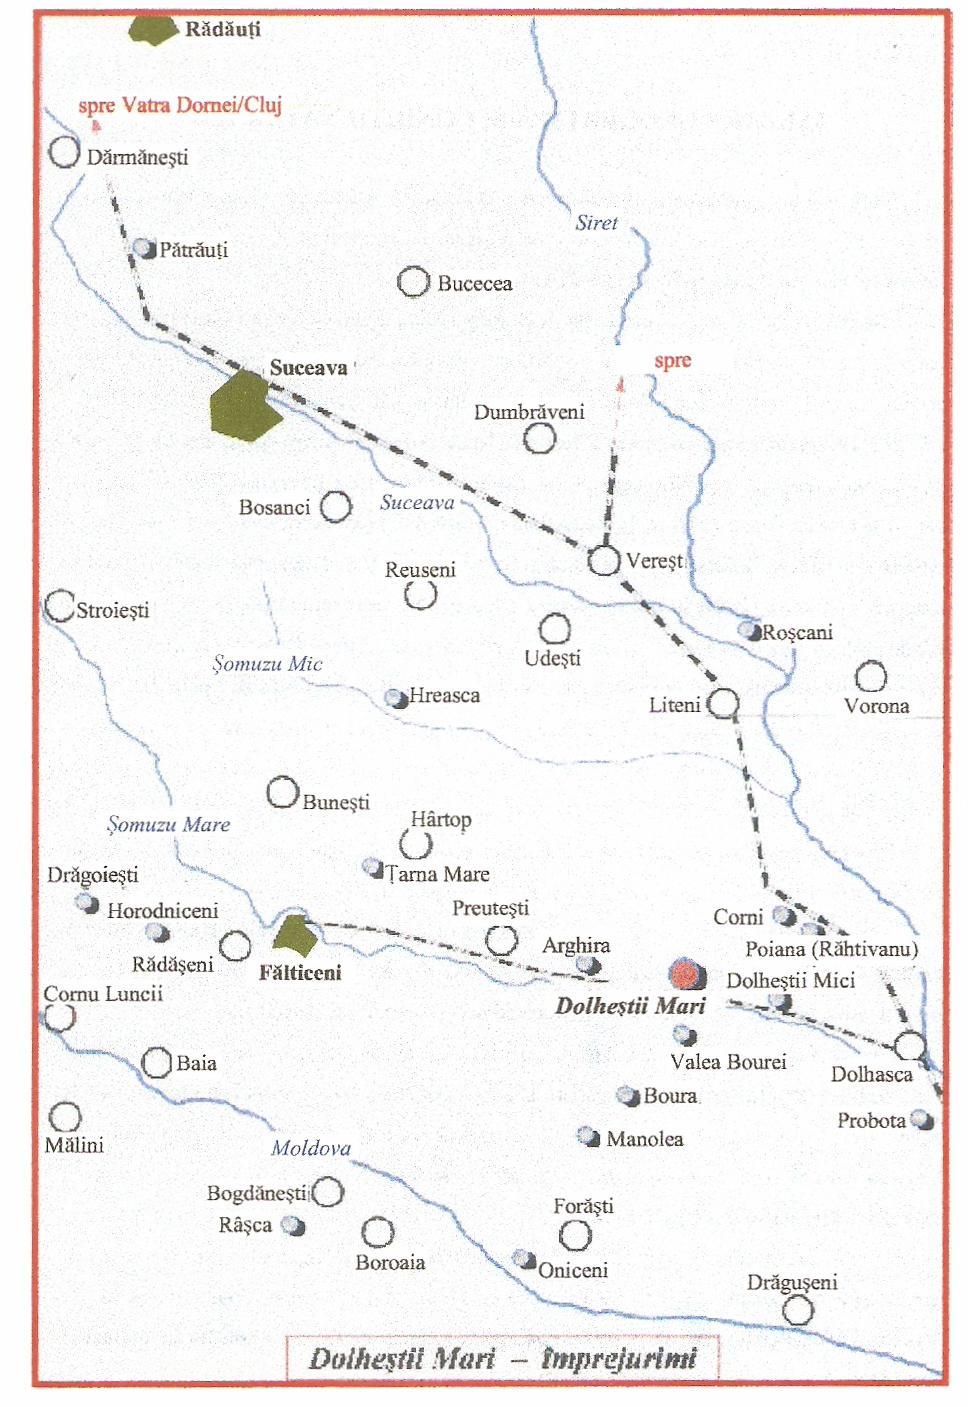 Rădăuți
spre Vatra Dornei/Cluj
Dărmănești
Siret
Pătrăuți
Bucecea
spre
Suceava
Dumbrăveni
Suceava
Bosanci
Verești
Reuseni
Stroiești
Roșcani
Udești
Șomuzu Mic
Hreasca
Liteni
Vorona
Bunești
Hârtop
Șomuzu Mare
Drăgoiești
Țarna Mare
Horodniceni
Preutești
Corni
Arghira
Poiana (Răhtivanu)
Rădășeni
Fălticeni
Dolheștii Mici
Cornu Luncii
Dolheștii Mari
Baia
Valea Bourei
Dolhasca
Boura
Probota
Manolea
Mălini
Moldova
Bogdănești
Forăști
Râșca
Boroaia
Oniceni
Drăgușeni
Dolheștii Mari – împrejurimi